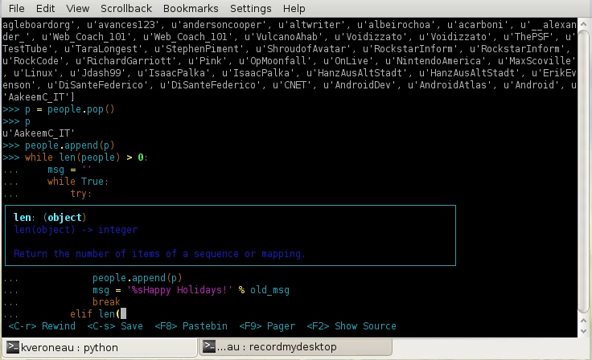 File Edit View Scrollback Bookmarks Settings Help
agleboardorg, u'avances123, u'andersoncooper, u'altwriter, u'albeirochoa, u'acarboni, u'__alexan
der_, u'Web_Coach_101, u'Web_Coach_101, u'VulcanoAhab, u'Voidizzato, u'Voidizzato, u'ThePSF, u'
TestTube, u'TaraLongest, u'StephenPiment, u'ShroudofAvatar, u'RockstarInform, u'RockstarInform,
u'RockCode, u'RichardGarriott, u'Pink, u'OpMoonfall, u'OnLive, u'NintendoAmerica, u'MaxScoville'
, u'Linux, u'Jdash99, u'IsaacPalka, u'IsaacPalka, u'HanzAusAltStadt, u'HanzAusAltStadt, u'ErikEv
enson, u'DiSanteFederico, u'DiSanteFederico, u'CNET, u'AndroidDev, u'AndroidAtlas, u'Android, u
'AakeemC_IT']
>>> p = people.pop()
>>> p
u'AakeemC_IT'
>>> people.append(p)
>>> while len(people) > 0:
... msg = ''
... while True:
... try:
len: (object)
len(object) -> integer
Return the number of items of a sequence or mapping.
... people.append(p)
... msg = '%sHappy Holidays!' % old_msg
... break
... elif len(
<C-r> Rewind <C-s> Save <F8> Pastebin <F9> Pager <F2> Show Source
kveroneau : python
...au : recordmydesktop